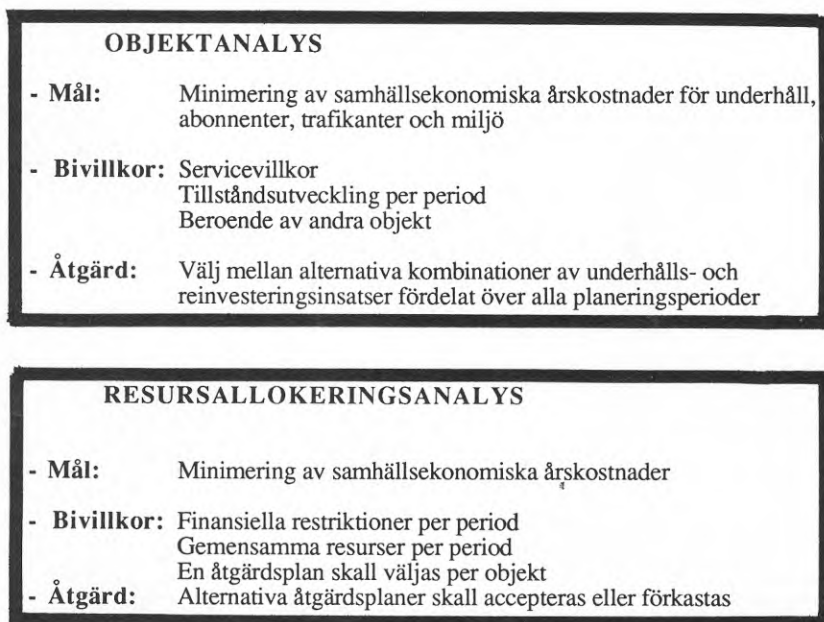 OBJEKTANALYS
- Mål: Minimering av samhällsekonomiska årskostnader för underhåll,
abonnenter, trafikanter och miljö
- Bivillkor: Servicevillkor
Tillståndsutveckling per period
Beroende av andra objekt
- Åtgärd: Välj mellan alternativa kombinationer av underhålls- och
reinvesteringsinsatser fördelat över alla planeringsperioder
RESURSALLOKERINGSANALYS
- Mål: Minimering av samhällsekonomiska årskostnader
- Bivillkor: Finansiella restriktioner per period
Gemensamma resurser per period
En åtgärdsplan skall väljas per objekt
- Åtgärd: Alternativa åtgärdsplaner skall accepteras eller förkastas